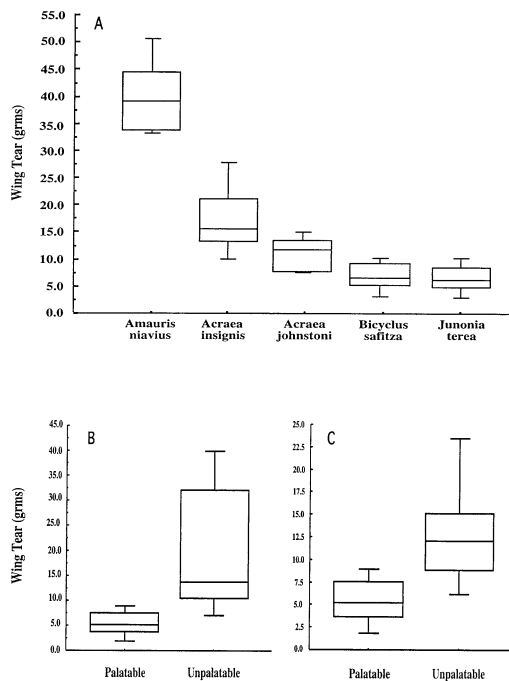 A
Wing Tear (grms)
55.0
50.0
45.0
40.0
35.0
30.0
25.0
20.0
15.0
10.0
5.0
0.0
Amauris niavius
Acraea insignis
Acraea johnstoni
Bicyclus safitza
Junonia terea
B
Wing Tear (grms)
45.0
40.0
35.0
30.0
25.0
20.0
15.0
10.0
5.0
0.0
Palatable
Unpalatable
C
25.0
22.5
20.0
17.5
15.0
12.5
10.0
7.5
5.0
2.5
0.0
Palatable
Unpalatable